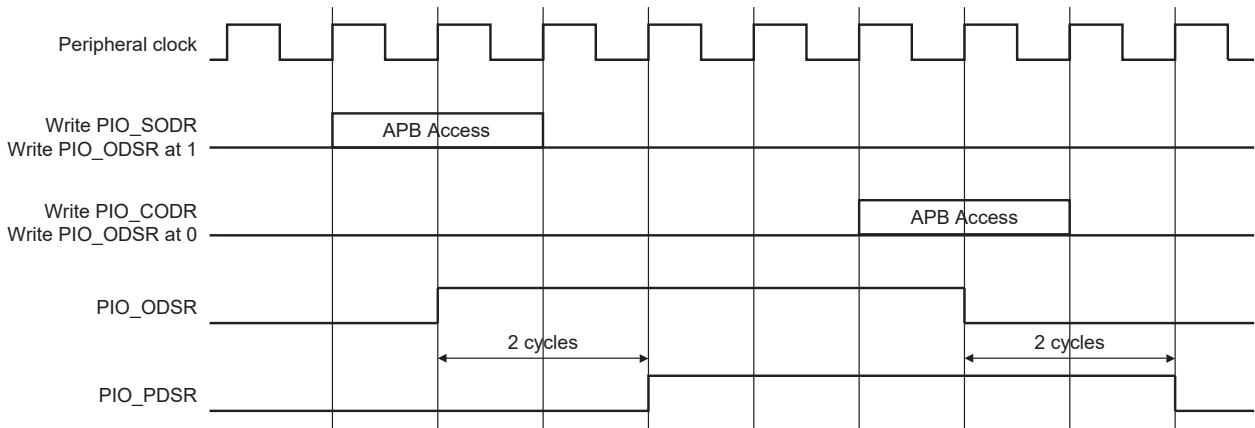 Peripheral clock
Write PIO_SODR
Write PIO_ODSR at 1
APB Access
Write PIO_CODR
Write PIO_ODSR at 0
APB Access
PIO_ODSR
2 cycles
2 cycles
PIO_PDSR